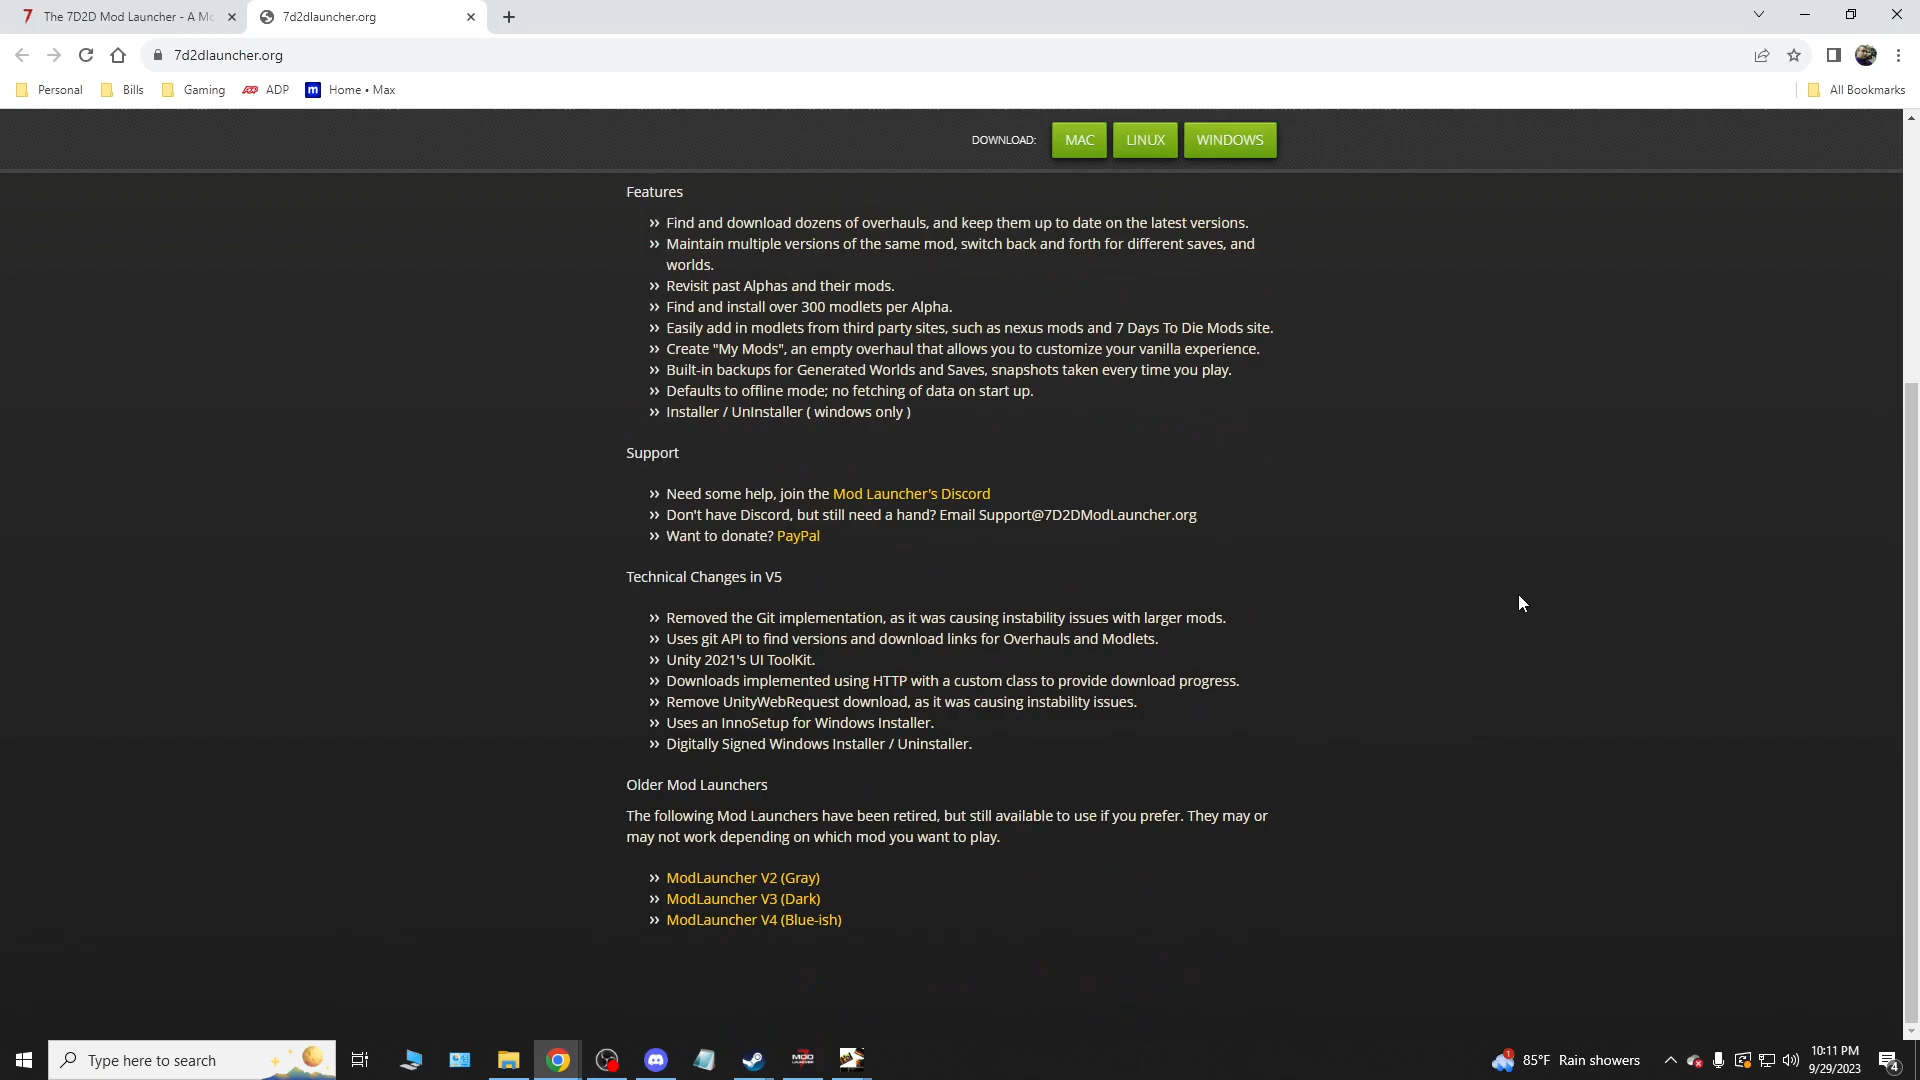 The 7D2D Mod Launcher - A Mo
7d2dlauncher.org
7d2dlauncher.org
Personal
Bills
Gaming
ADP
m
Home • Max
All Bookmarks
DOWNLOAD:
MAC
LINUX
WINDOWS
Features
›› Find and download dozens of overhauls, and keep them up to date on the latest versions.
›› Maintain multiple versions of the same mod, switch back and forth for different saves, and
worlds.
›› Revisit past Alphas and their mods.
›› Find and install over 300 modlets per Alpha.
›› Easily add in modlets from third party sites, such as nexus mods and 7 Days To Die Mods site.
›› Create "My Mods", an empty overhaul that allows you to customize your vanilla experience.
›› Built-in backups for Generated Worlds and Saves, snapshots taken every time you play.
›› Defaults to offline mode; no fetching of data on start up.
›› Installer / UnInstaller ( windows only )
Support
›› Need some help, join the Mod Launcher's Discord
›› Don't have Discord, but still need a hand? Email Support@7D2DModLauncher.org
›› Want to donate? PayPal
Technical Changes in V5
›› Removed the Git implementation, as it was causing instability issues with larger mods.
›› Uses git API to find versions and download links for Overhauls and Modlets.
›› Unity 2021's UI ToolKit.
›› Downloads implemented using HTTP with a custom class to provide download progress.
›› Remove UnityWebRequest download, as it was causing instability issues.
›› Uses an InnoSetup for Windows Installer.
›› Digitally Signed Windows Installer / Uninstaller.
Older Mod Launchers
The following Mod Launchers have been retired, but still available to use if you prefer. They may or
may not work depending on which mod you want to play.
›› ModLauncher V2 (Gray)
›› ModLauncher V3 (Dark)
›› ModLauncher V4 (Blue-ish)
Type here to search
MOD
1
85°F Rain showers
10:11 PM
9/29/2023
4